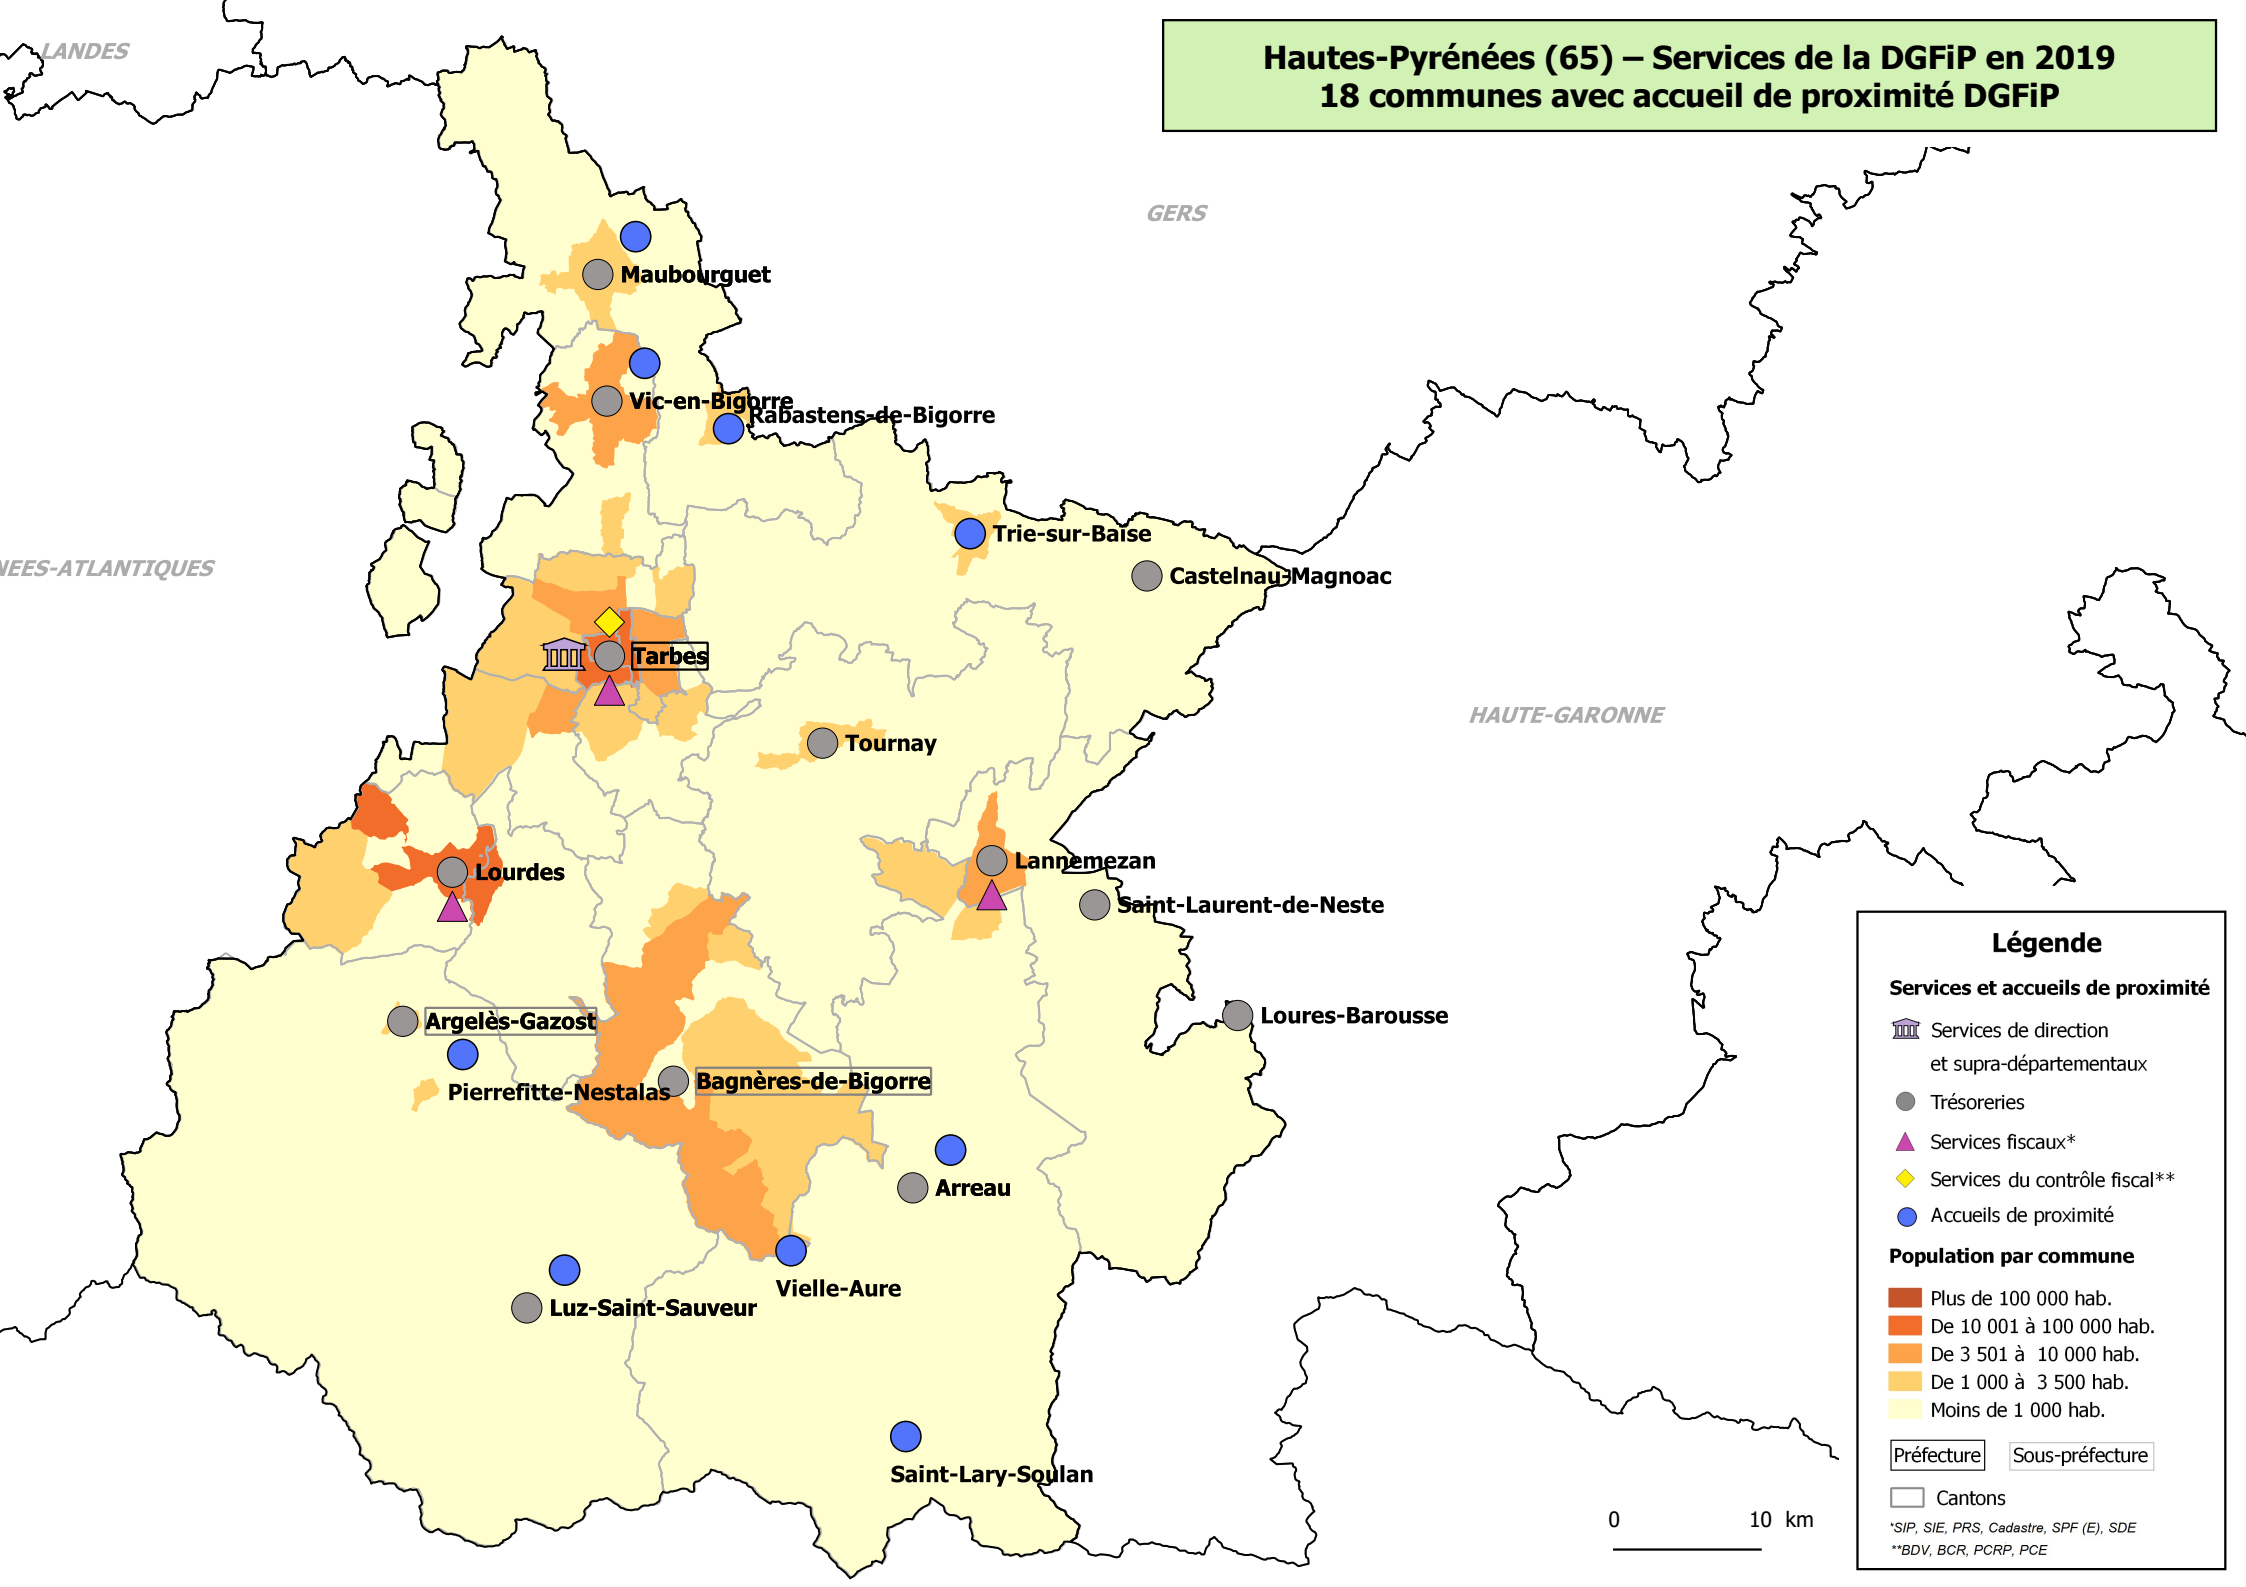 LANDES
Hautes-Pyrénées (65) – Services de la DGFiP en 2019
18 communes avec accueil de proximité DGFiP
GERS
Maubourguet
Vic-en-Bigorre
Rabastens-de-Bigorre
Trie-sur-Baïse
NEES-ATLANTIQUES
Castelnau-Magnoac
Tarbes
HAUTE-GARONNE
Tournay
Lannemezan
Lourdes
Saint-Laurent-de-Neste
Argelès-Gazost
Loures-Barousse
Bagnères-de-Bigorre
Pierrefitte-Nestalas
Arreau
Vielle-Aure
Luz-Saint-Sauveur
Saint-Lary-Soulan
0 10 km
Légende
Services et accueils de proximité
Services de direction
et supra-départementaux
Trésoreries
Services fiscaux*
Services du contrôle fiscal**
Accueils de proximité
Population par commune
Plus de 100 000 hab.
De 10 001 à 100 000 hab.
De 3 501 à 10 000 hab.
De 1 000 à 3 500 hab.
Moins de 1 000 hab.
Préfecture Sous-préfecture
Cantons
*SIP, SIE, PRS, Cadastre, SPF (E), SDE
**BDV, BCR, PCRP, PCE